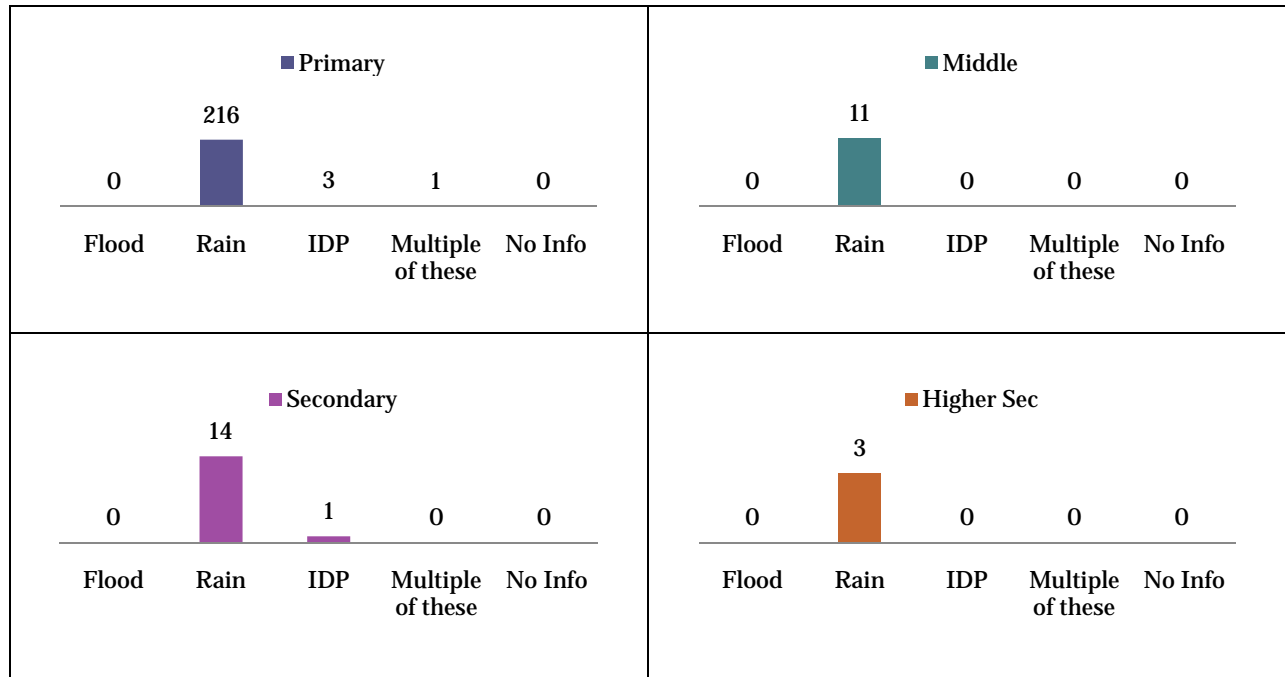 Primary
216
0 3 1 0
Flood Rain IDP Multiple of these No Info
Middle
11
0 0 0 0
Flood Rain IDP Multiple of these No Info
Secondary
14
0 1 0 0
Flood Rain IDP Multiple of these No Info
Higher Sec
3
0 0 0 0
Flood Rain IDP Multiple of these No Info